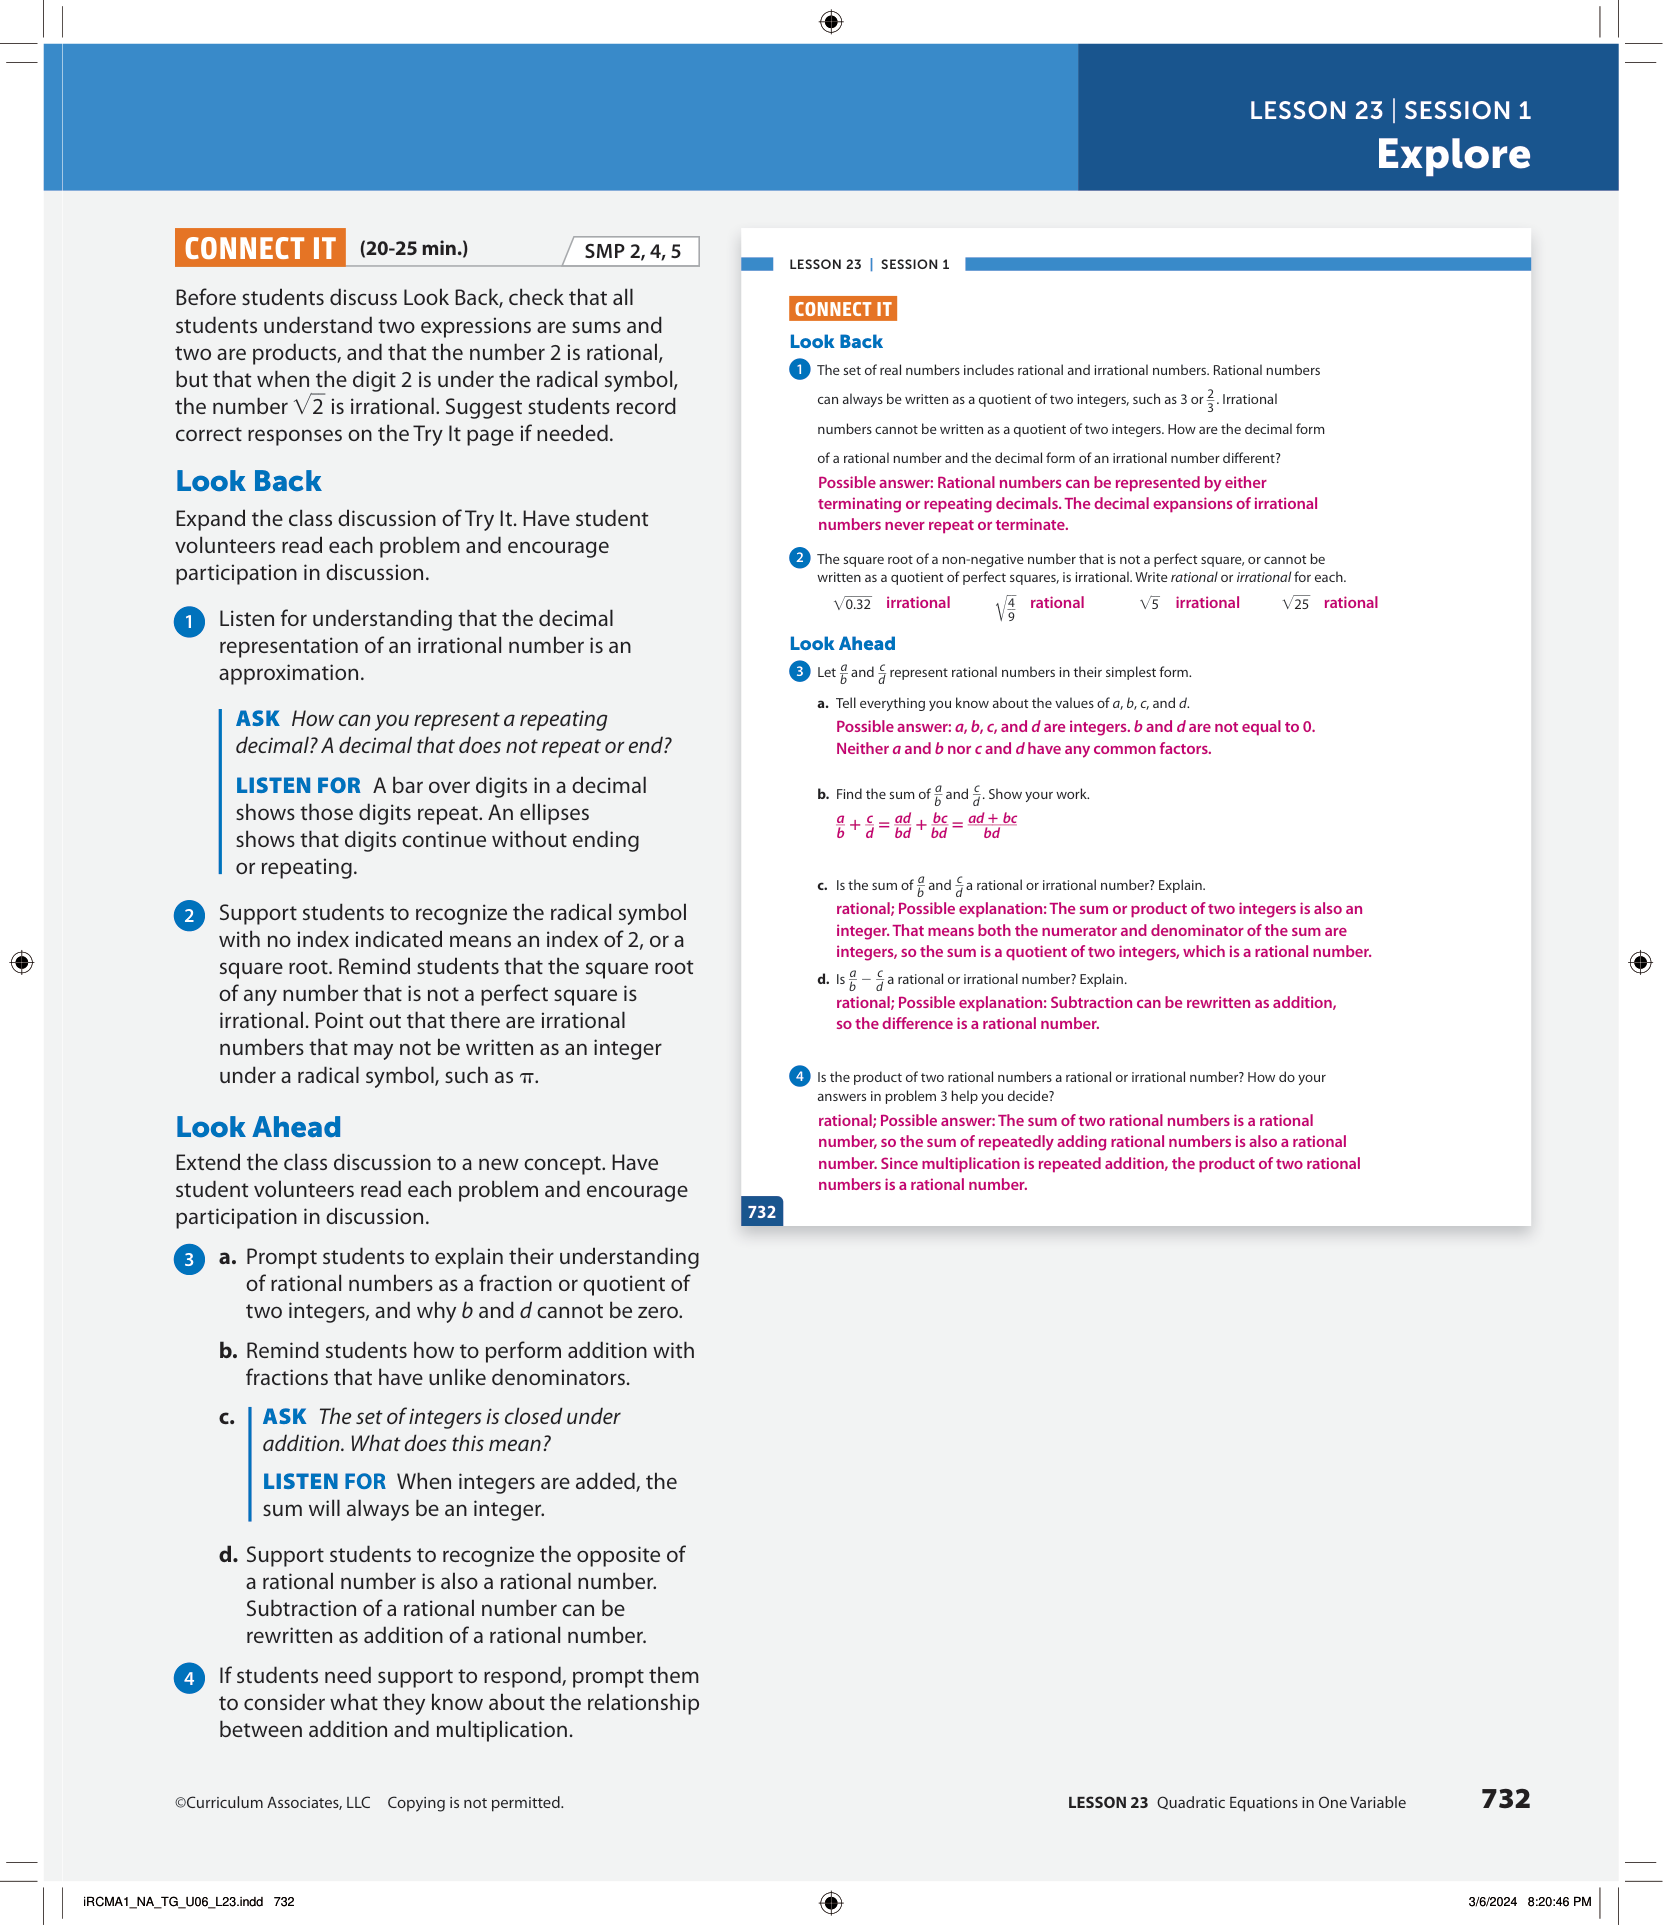 LESSON 23 | SESSION 1
Explore
CONNECT IT (20-25 min.) SMP 2, 4, 5
Before students discuss Look Back, check that all
students understand two expressions are sums and
two are products, and that the number 2 is rational,
but that when the digit 2 is under the radical symbol,
the number √2 is irrational. Suggest students record
correct responses on the Try It page if needed.
Look Back
Expand the class discussion of Try It. Have student
volunteers read each problem and encourage
participation in discussion.
1 Listen for understanding that the decimal
representation of an irrational number is an
approximation.
ASK How can you represent a repeating
decimal? A decimal that does not repeat or end?
LISTEN FOR A bar over digits in a decimal
shows those digits repeat. An ellipses
shows that digits continue without ending
or repeating.
2 Support students to recognize the radical symbol
with no index indicated means an index of 2, or a
square root. Remind students that the square root
of any number that is not a perfect square is
irrational. Point out that there are irrational
numbers that may not be written as an integer
under a radical symbol, such as π.
Look Ahead
Extend the class discussion to a new concept. Have
student volunteers read each problem and encourage
participation in discussion.
3 a. Prompt students to explain their understanding
of rational numbers as a fraction or quotient of
two integers, and why b and d cannot be zero.
b. Remind students how to perform addition with
fractions that have unlike denominators.
c. ASK The set of integers is closed under
addition. What does this mean?
LISTEN FOR When integers are added, the
sum will always be an integer.
d. Support students to recognize the opposite of
a rational number is also a rational number.
Subtraction of a rational number can be
rewritten as addition of a rational number.
4 If students need support to respond, prompt them
to consider what they know about the relationship
between addition and multiplication.
LESSON 23 | SESSION 1
CONNECT IT
Look Back
1 The set of real numbers includes rational and irrational numbers. Rational numbers
can always be written as a quotient of two integers, such as 3 or 2/3. Irrational
numbers cannot be written as a quotient of two integers. How are the decimal form
of a rational number and the decimal form of an irrational number different?
Possible answer: Rational numbers can be represented by either
terminating or repeating decimals. The decimal expansions of irrational
numbers never repeat or terminate.
2 The square root of a non-negative number that is not a perfect square, or cannot be
written as a quotient of perfect squares, is irrational. Write rational or irrational for each.
√0.32 irrational √4/9 rational √5 irrational √25 rational
Look Ahead
3 Let a/b and c/d represent rational numbers in their simplest form.
a. Tell everything you know about the values of a, b, c, and d.
Possible answer: a, b, c, and d are integers. b and d are not equal to 0.
Neither a and b nor c and d have any common factors.
b. Find the sum of a/b and c/d. Show your work.
a/b + c/d = ad/bd + bc/bd = ad + bc/bd
c. Is the sum of a/b and c/d a rational or irrational number? Explain.
rational; Possible explanation: The sum or product of two integers is also an
integer. That means both the numerator and denominator of the sum are
integers, so the sum is a quotient of two integers, which is a rational number.
d. Is a/b − c/d a rational or irrational number? Explain.
rational; Possible explanation: Subtraction can be rewritten as addition,
so the difference is a rational number.
4 Is the product of two rational numbers a rational or irrational number? How do your
answers in problem 3 help you decide?
rational; Possible answer: The sum of two rational numbers is a rational
number, so the sum of repeatedly adding rational numbers is also a rational
number. Since multiplication is repeated addition, the product of two rational
numbers is a rational number.
732
©Curriculum Associates, LLC Copying is not permitted.
LESSON 23 Quadratic Equations in One Variable 732
iRCMA1_NA_TG_U06_L23.indd 732
3/6/2024 8:20:46 PM